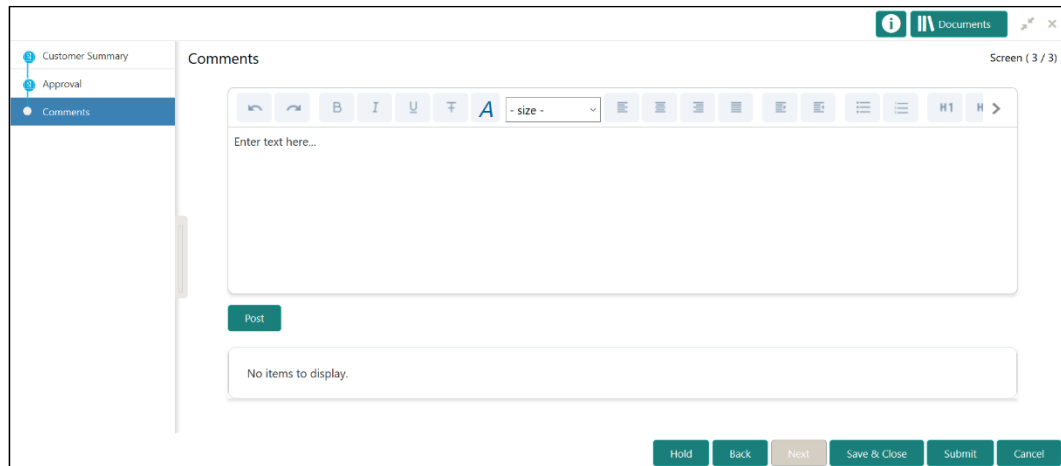 Documents
Customer Summary
Approval
Comments
Comments
Screen ( 3 / 3)
B I U T A - size - H1 H
Enter text here...
Post
No items to display.
Hold Back Next Save & Close Submit Cancel